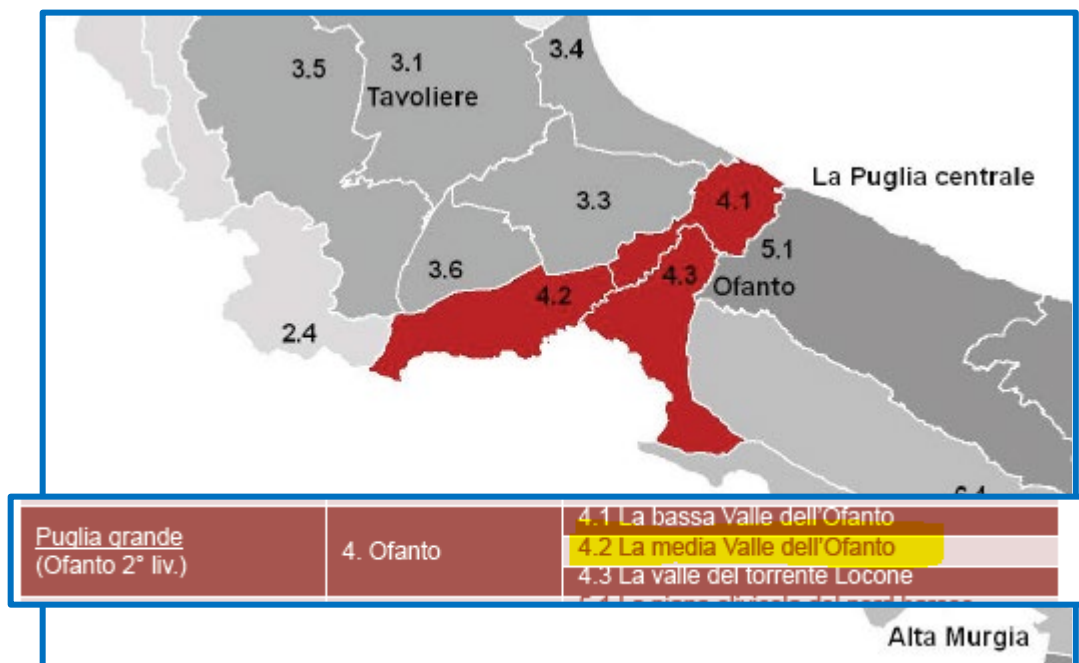 3.4
3.5
3.1
Tavoliere
La Puglia centrale
3.3
4.1
5.1
3.6
4.3
Ofanto
4.2
2.4
Puglia grande
(Ofanto 2° liv.)
4. Ofanto
4.1 La bassa Valle dell'Ofanto
4.2 La media Valle dell'Ofanto
4.3 La valle del torrente Locone
Alta Murgia